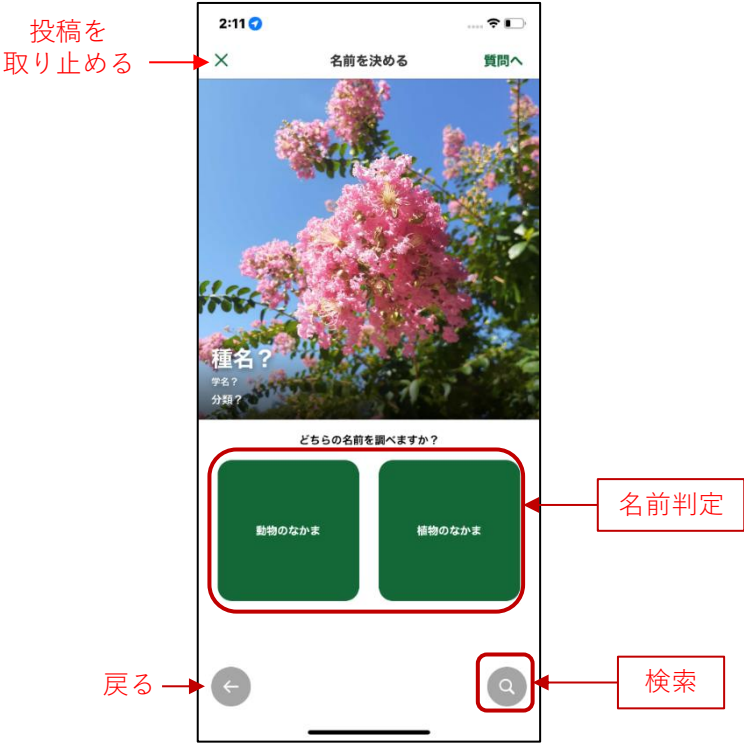 投稿を
取り止める
2:11
名前を決める
質問へ
種名？
学名？
分類？
どちらの名前を調べますか？
動物のなかま
植物のなかま
名前判定
戻る
検索